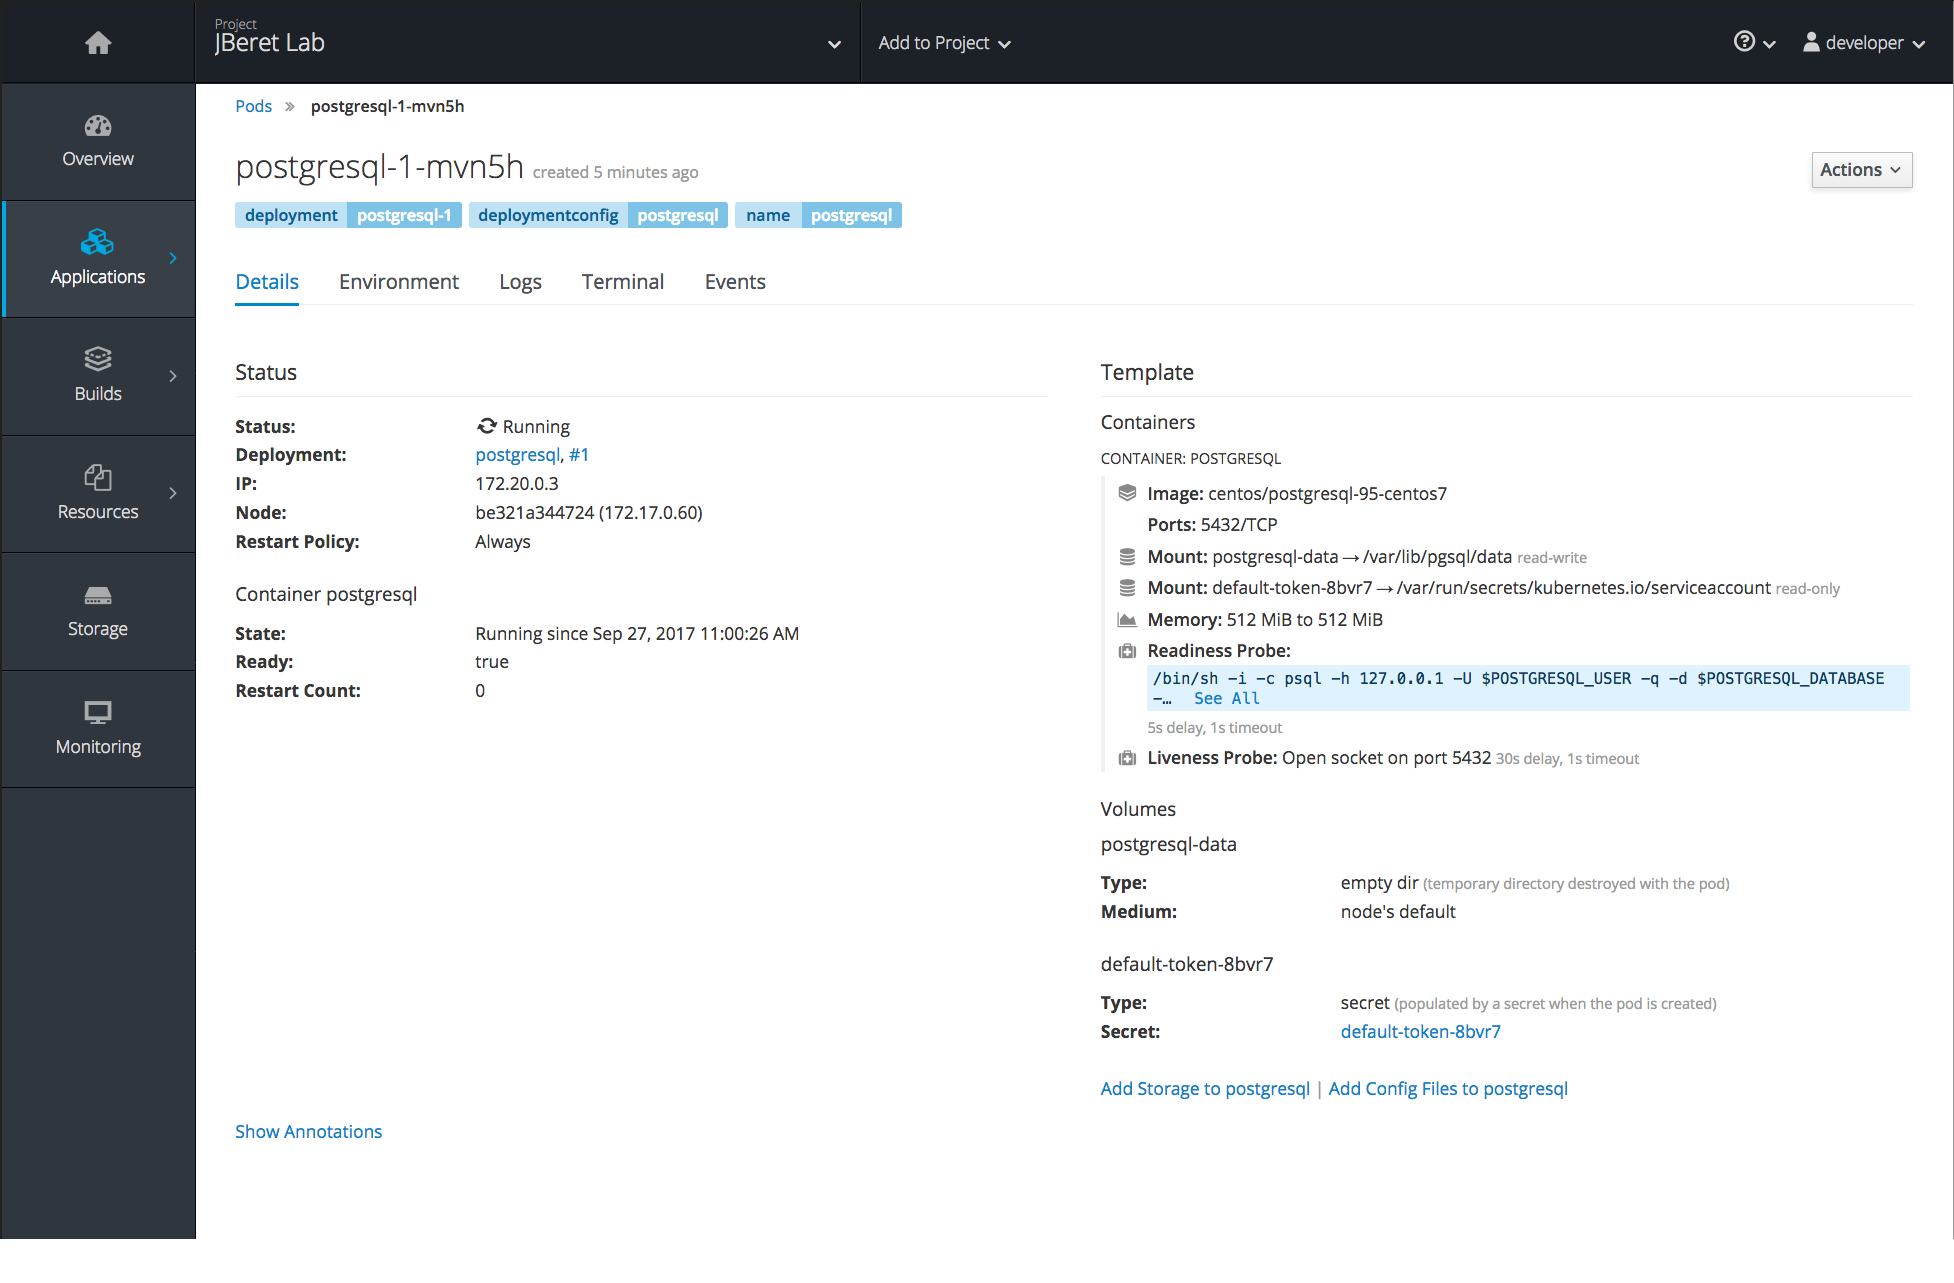 Project
JBeret Lab
Add to Project
developer
Overview
Applications
Builds
Resources
Storage
Monitoring
Pods » postgresql-1-mvn5h
postgresql-1-mvn5h created 5 minutes ago
Actions
deployment postgresql-1 deploymentconfig postgresql name postgresql
Details Environment Logs Terminal Events
Status
Status: Running
Deployment: postgresql, #1
IP: 172.20.0.3
Node: be321a344724 (172.17.0.60)
Restart Policy: Always
Container postgresql
State: Running since Sep 27, 2017 11:00:26 AM
Ready: true
Restart Count: 0
Show Annotations
Template
Containers
CONTAINER: POSTGRESQL
Image: centos/postgresql-95-centos7
Ports: 5432/TCP
Mount: postgresql-data → /var/lib/pgsql/data read-write
Mount: default-token-8bvr7 → /var/run/secrets/kubernetes.io/serviceaccount read-only
Memory: 512 MiB to 512 MiB
Readiness Probe:
/bin/sh -i -c psql -h 127.0.0.1 -U $POSTGRESQL_USER -q -d $POSTGRESQL_DATABASE
-… See All
5s delay, 1s timeout
Liveness Probe: Open socket on port 5432 30s delay, 1s timeout
Volumes
postgresql-data
Type: empty dir (temporary directory destroyed with the pod)
Medium: node's default
default-token-8bvr7
Type: secret (populated by a secret when the pod is created)
Secret: default-token-8bvr7
Add Storage to postgresql | Add Config Files to postgresql